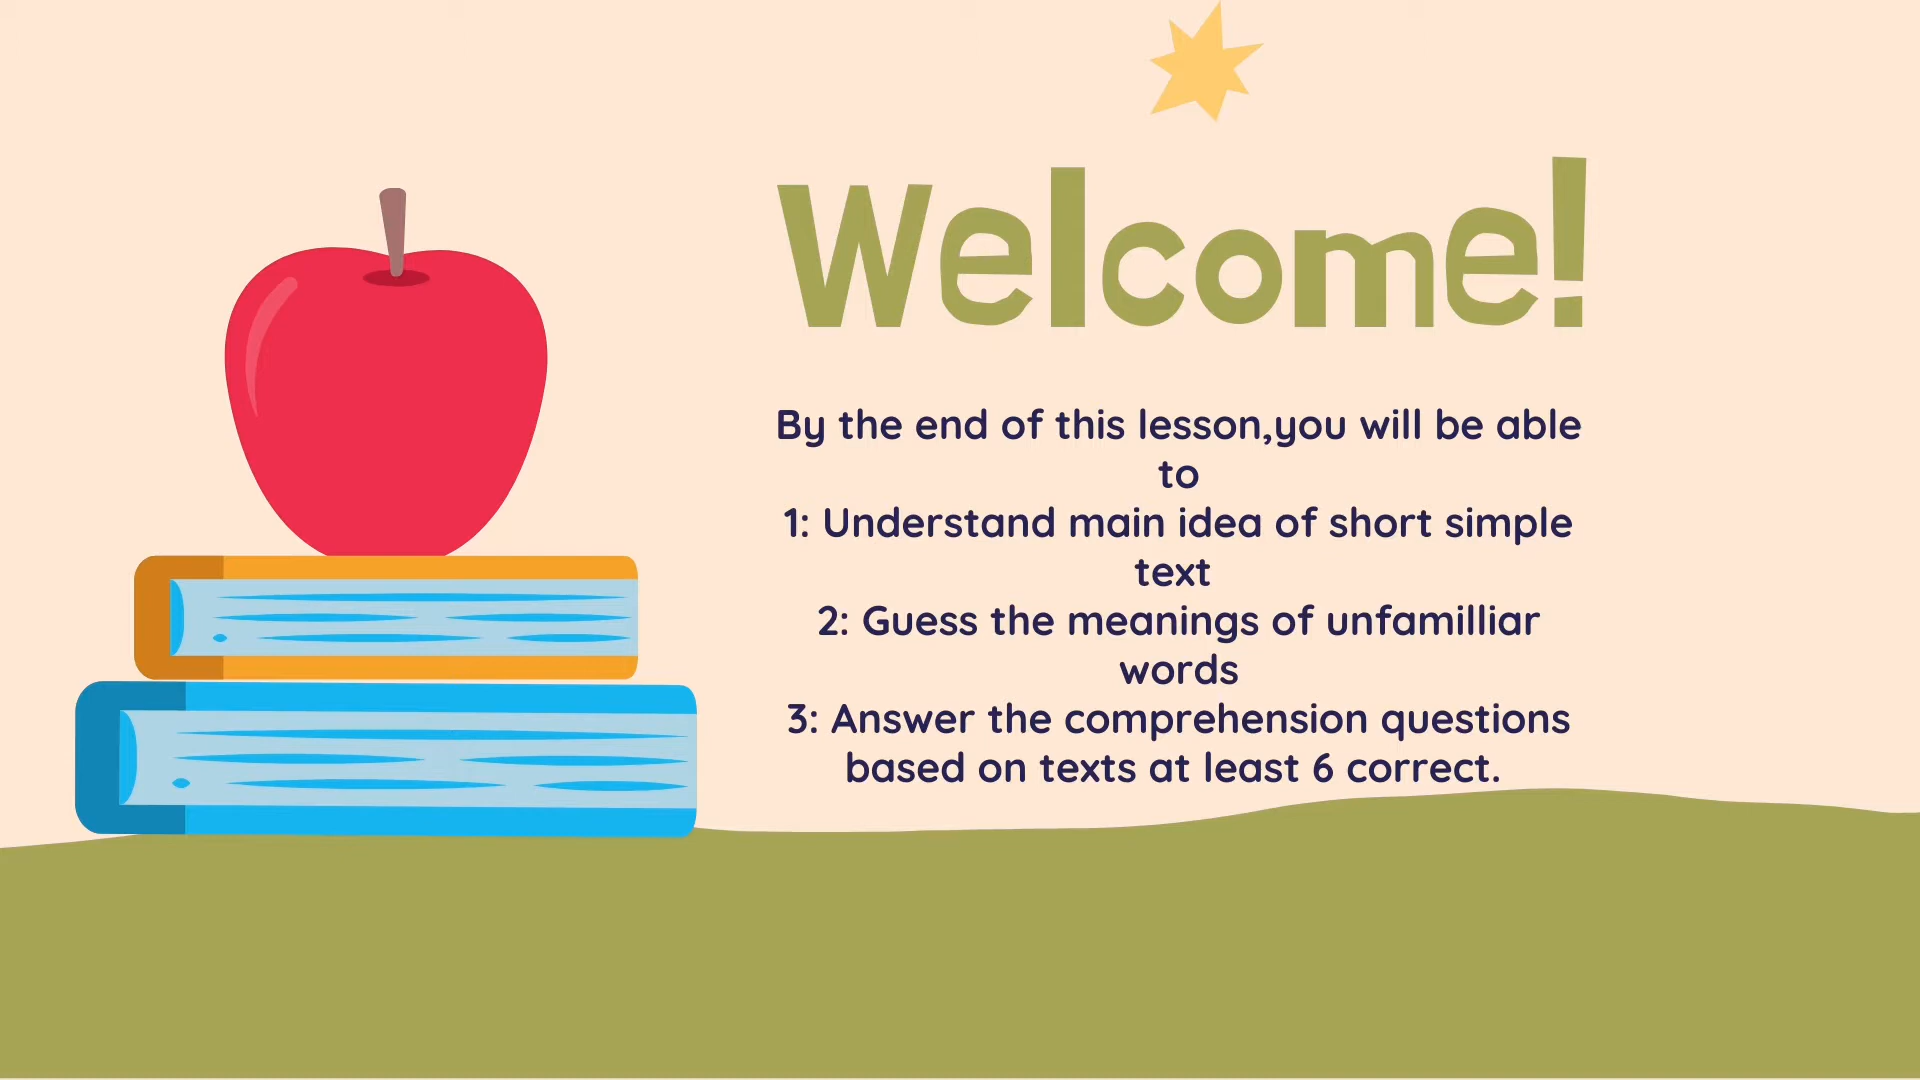 Welcome!
By the end of this lesson,you will be able
to
1: Understand main idea of short simple
text
2: Guess the meanings of unfamilliar
words
3: Answer the comprehension questions
based on texts at least 6 correct.